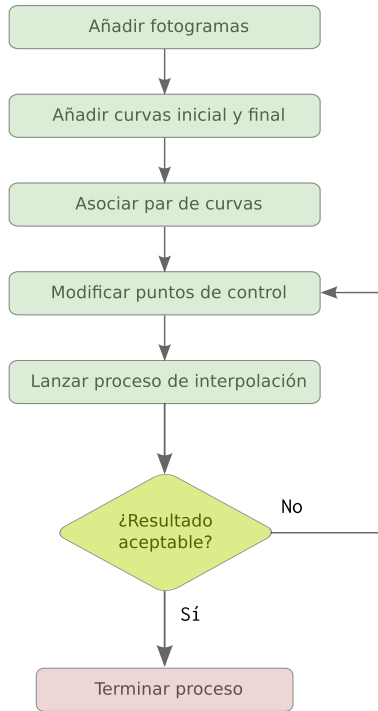 Añadir fotogramas
Añadir curvas inicial y final
Asociar par de curvas
Modificar puntos de control
Lanzar proceso de interpolación
¿Resultado
aceptable?
No
Sí
Terminar proceso